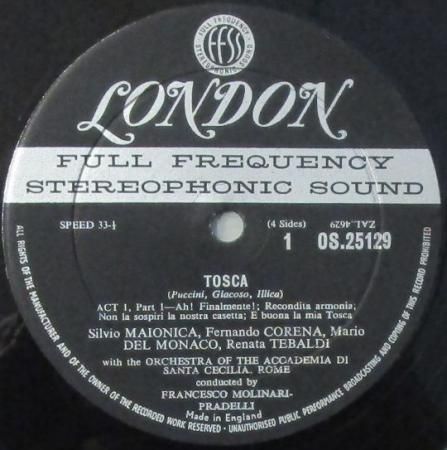 FULL FREQUENCY
FFSS
STEREOPHONIC SOUND
LONDON
FULL FREQUENCY
STEREOPHONIC SOUND
SPEED 33-⅓
(4 Sides)
ZAL.4629
1 OS.25129
TOSCA
(Puccini, Giacoso, Illica)
ACT 1, Part 1—Ah! Finalmente!; Recondita armonia;
Non la sospiri la nostra casetta; E buona la mia Tosca
Silvio MAIONICA, Fernando CORENA, Mario
DEL MONACO, Renata TEBALDI
with the ORCHESTRA OF THE ACCADEMIA DI
SANTA CECILIA, ROME
conducted by
FRANCESCO MOLINARI-
PRADELLI
Made in England
ALL RIGHTS OF THE MANUFACTURER AND OF THE OWNER OF THE RECORDED WORK RESERVED · UNAUTHORISED PUBLIC PERFORMANCE BROADCASTING AND COPYING OF THIS RECORD PROHIBITED